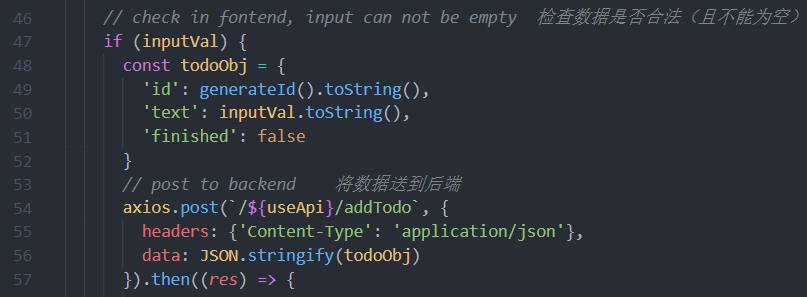 46 // check in fontend, input can not be empty 检查数据是否合法（且不能为空）
47 if (inputVal) {
48 const todoObj = {
49 'id': generateId().toString(),
50 'text': inputVal.toString(),
51 'finished': false
52 }
53 // post to backend 将数据送到后端
54 axios.post(`/${useApi}/addTodo`, {
55 headers: {'Content-Type': 'application/json'},
56 data: JSON.stringify(todoObj)
57 }).then((res) => {